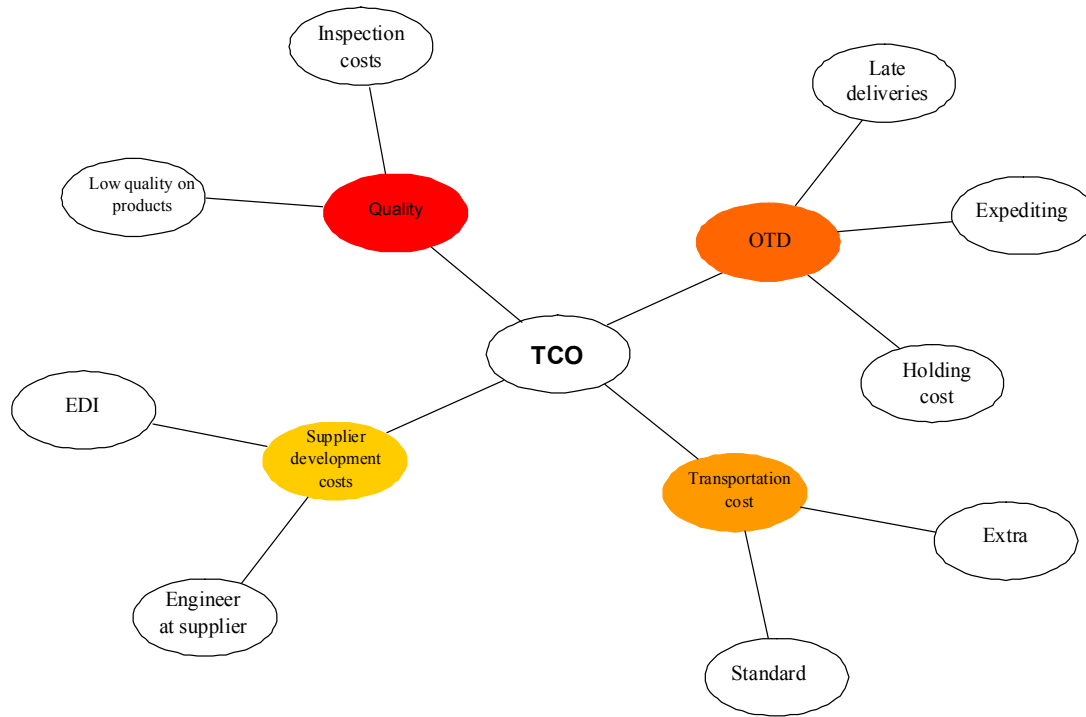 Inspection
costs
Late
deliveries
Low quality on
products
Quality
Expediting
OTD
TCO
Holding
cost
EDI
Supplier
development
costs
Transportation
cost
Extra
Engineer
at supplier
Standard